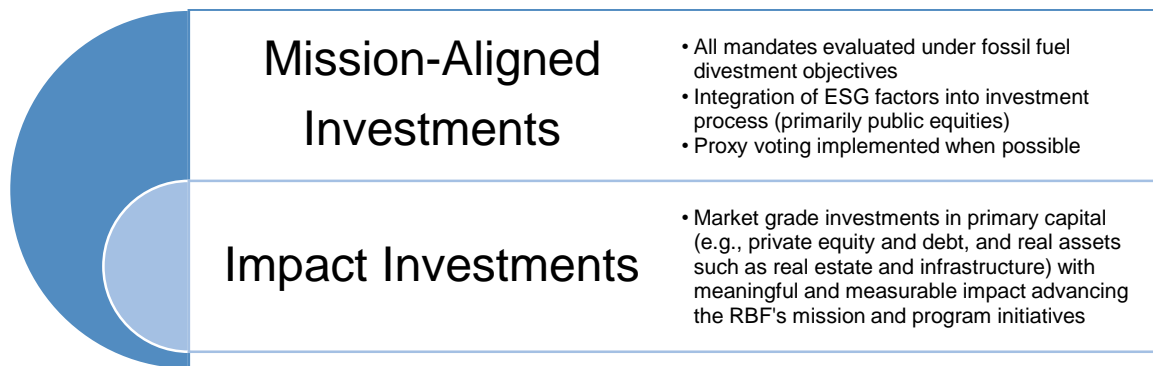 Mission-Aligned
Investments
• All mandates evaluated under fossil fuel
divestment objectives
• Integration of ESG factors into investment
process (primarily public equities)
• Proxy voting implemented when possible
Impact Investments
• Market grade investments in primary capital
(e.g., private equity and debt, and real assets
such as real estate and infrastructure) with
meaningful and measurable impact advancing
the RBF's mission and program initiatives